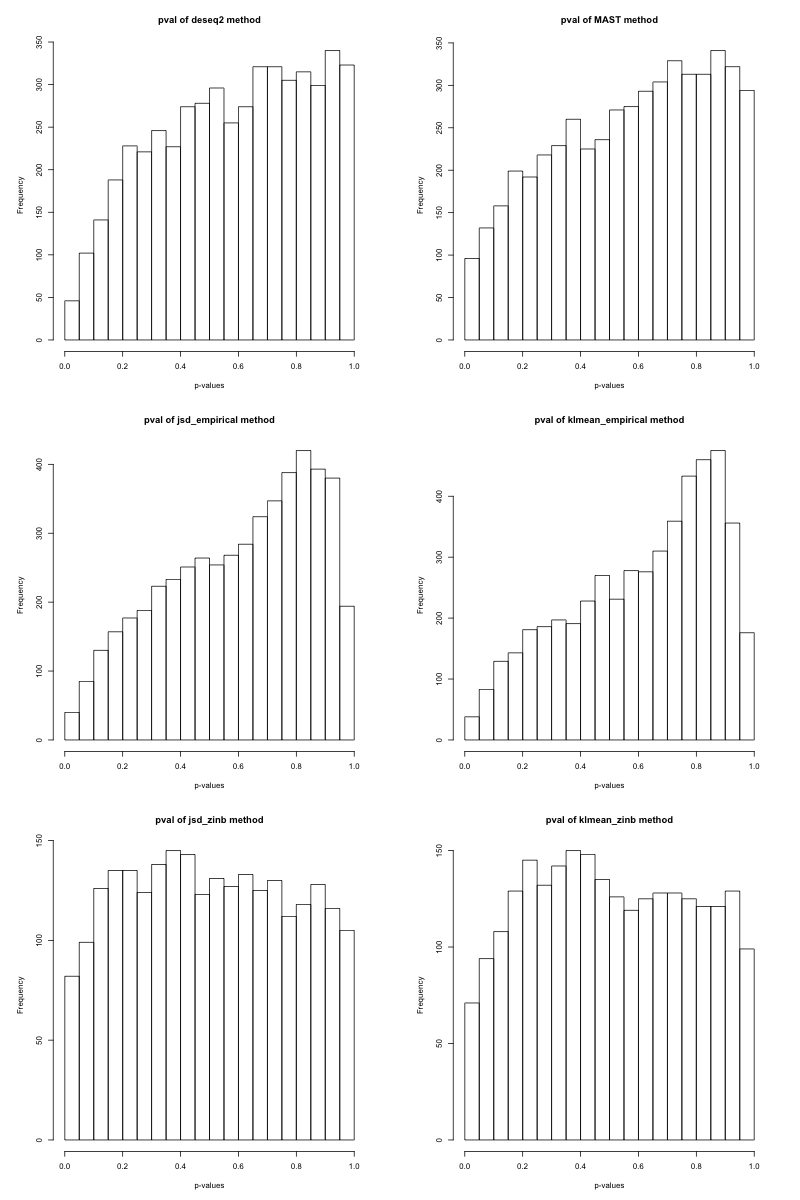 pval of deseq2 method
Frequency
0 50 100 150 200 250 300 350
0.0 0.2 0.4 0.6 0.8 1.0
p-values
pval of MAST method
Frequency
0 50 100 150 200 250 300 350
0.0 0.2 0.4 0.6 0.8 1.0
p-values
pval of jsd_empirical method
Frequency
0 100 200 300 400
0.0 0.2 0.4 0.6 0.8 1.0
p-values
pval of klmean_empirical method
Frequency
0 100 200 300 400
0.0 0.2 0.4 0.6 0.8 1.0
p-values
pval of jsd_zinb method
Frequency
0 50 100 150
0.0 0.2 0.4 0.6 0.8 1.0
p-values
pval of klmean_zinb method
Frequency
0 50 100 150
0.0 0.2 0.4 0.6 0.8 1.0
p-values